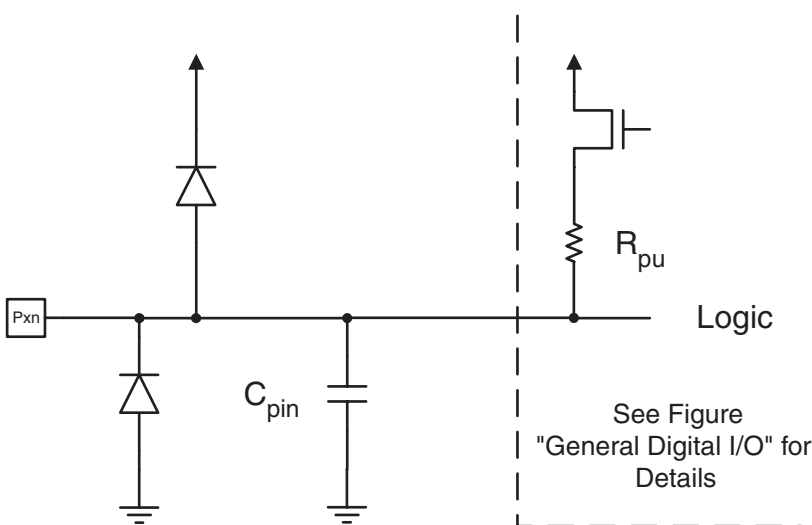 Pxn
C_pin
R_pu
Logic
See Figure
"General Digital I/O" for
Details